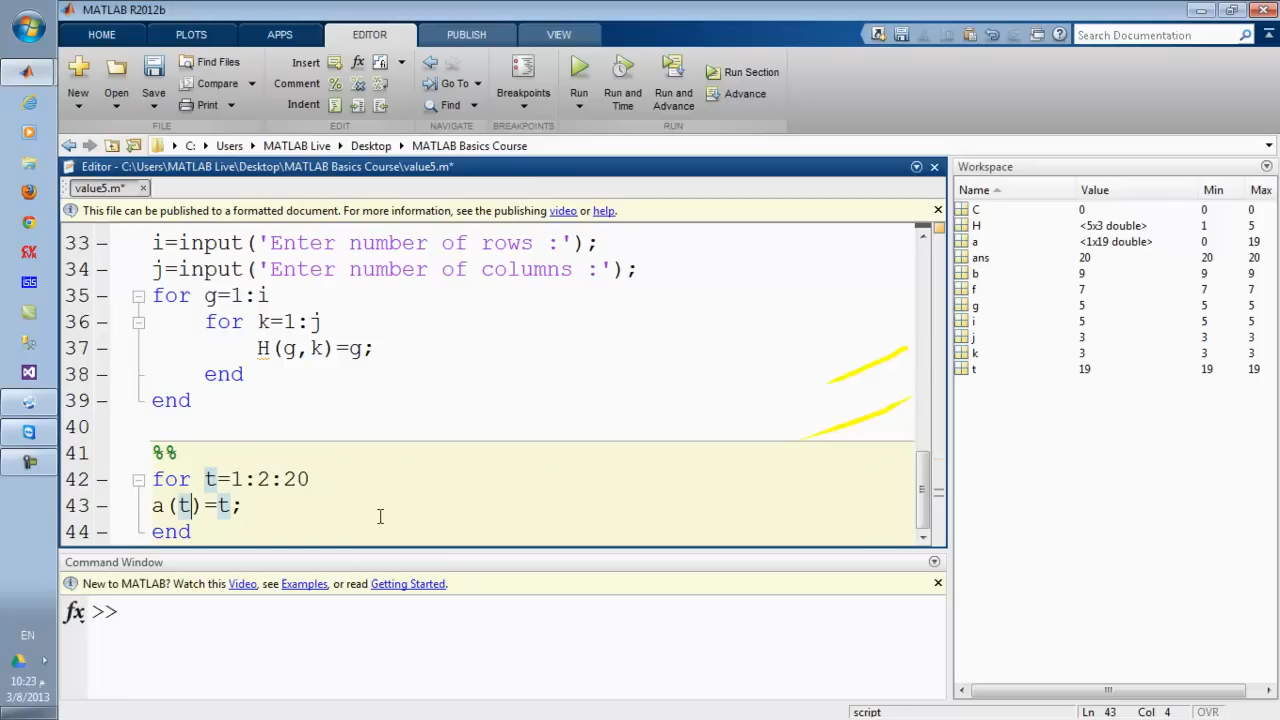 MATLAB R2012b
HOME PLOTS APPS EDITOR PUBLISH VIEW
Search Documentation
New Open Save Find Files Compare Print
Insert fx
Comment %
Indent
Go To Find
Breakpoints
Run Run and Time Run and Advance Run Section Advance
FILE EDIT NAVIGATE BREAKPOINTS RUN
C: Users MATLAB Live Desktop MATLAB Basics Course
Editor - C:\Users\MATLAB Live\Desktop\MATLAB Basics Course\value5.m*
value5.m*
This file can be published to a formatted document. For more information, see the publishing video or help.
33 – i=input('Enter number of rows :');
34 – j=input('Enter number of columns :');
35 – for g=1:i
36 – for k=1:j
37 – H(g,k)=g;
38 – end
39 – end
40
41 %%
42 – for t=1:2:20
43 – a(t)=t;
44 – end
Command Window
New to MATLAB? Watch this Video, see Examples, or read Getting Started.
fx >>
Workspace
Name Value Min Max
C 0 0 0
H <5x3 double> 1 5
a <1x19 double> 0 19
ans 20 20 20
b 9 9 9
f 7 7 7
g 5 5 5
i 5 5 5
j 3 3 3
k 3 3 3
t 19 19 19
EN
10:23 م
3/8/2013
script Ln 43 Col 4 OVR